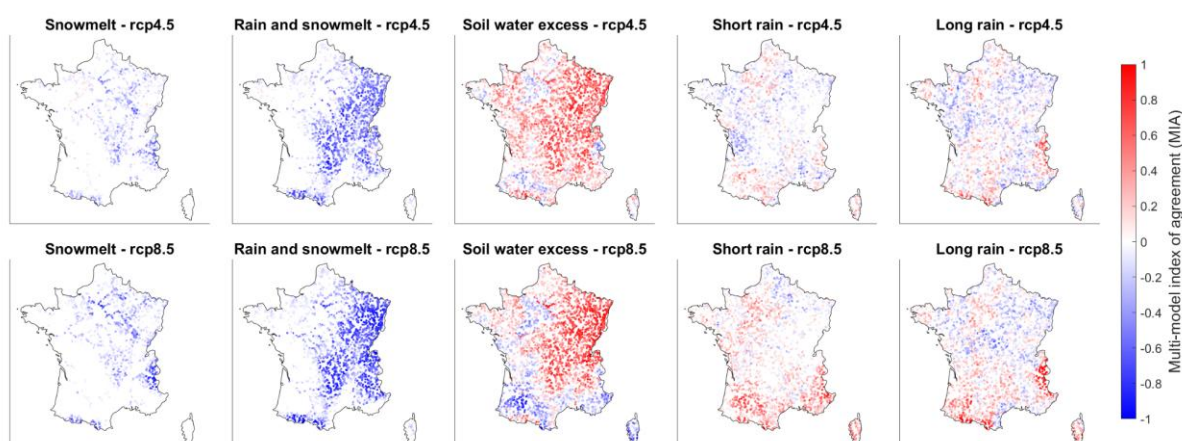 Snowmelt - rcp4.5
Rain and snowmelt - rcp4.5
Soil water excess - rcp4.5
Short rain - rcp4.5
Long rain - rcp4.5
Snowmelt - rcp8.5
Rain and snowmelt - rcp8.5
Soil water excess - rcp8.5
Short rain - rcp8.5
Long rain - rcp8.5
1
0.8
0.6
0.4
0.2
0
-0.2
-0.4
-0.6
-0.8
-1
Multi-model index of agreement (MIA)